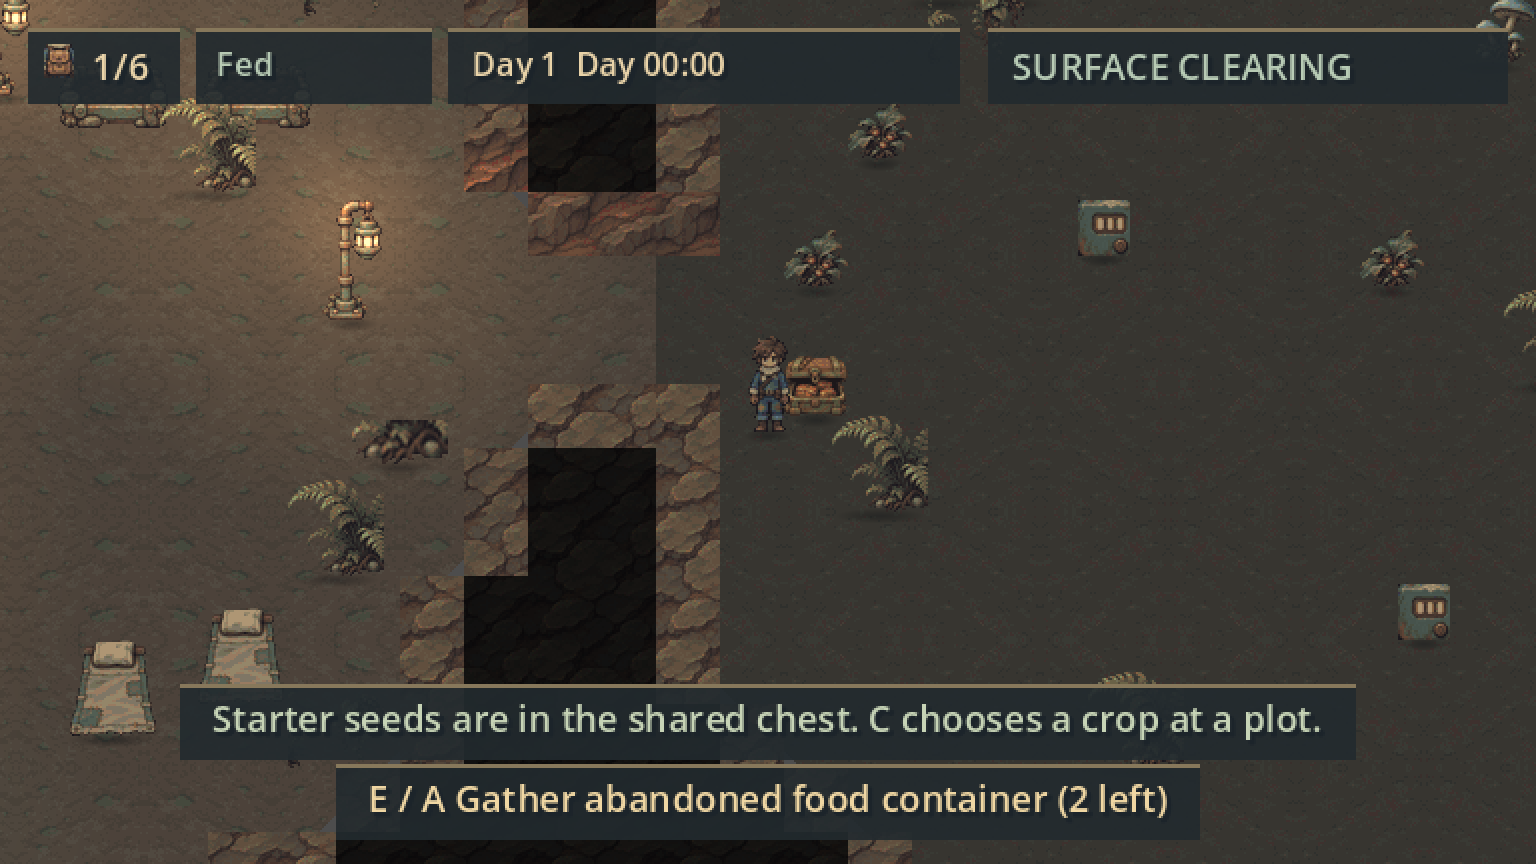 1/6
Fed
Day 1 Day 00:00
SURFACE CLEARING
Starter seeds are in the shared chest. C chooses a crop at a plot.
E / A Gather abandoned food container (2 left)